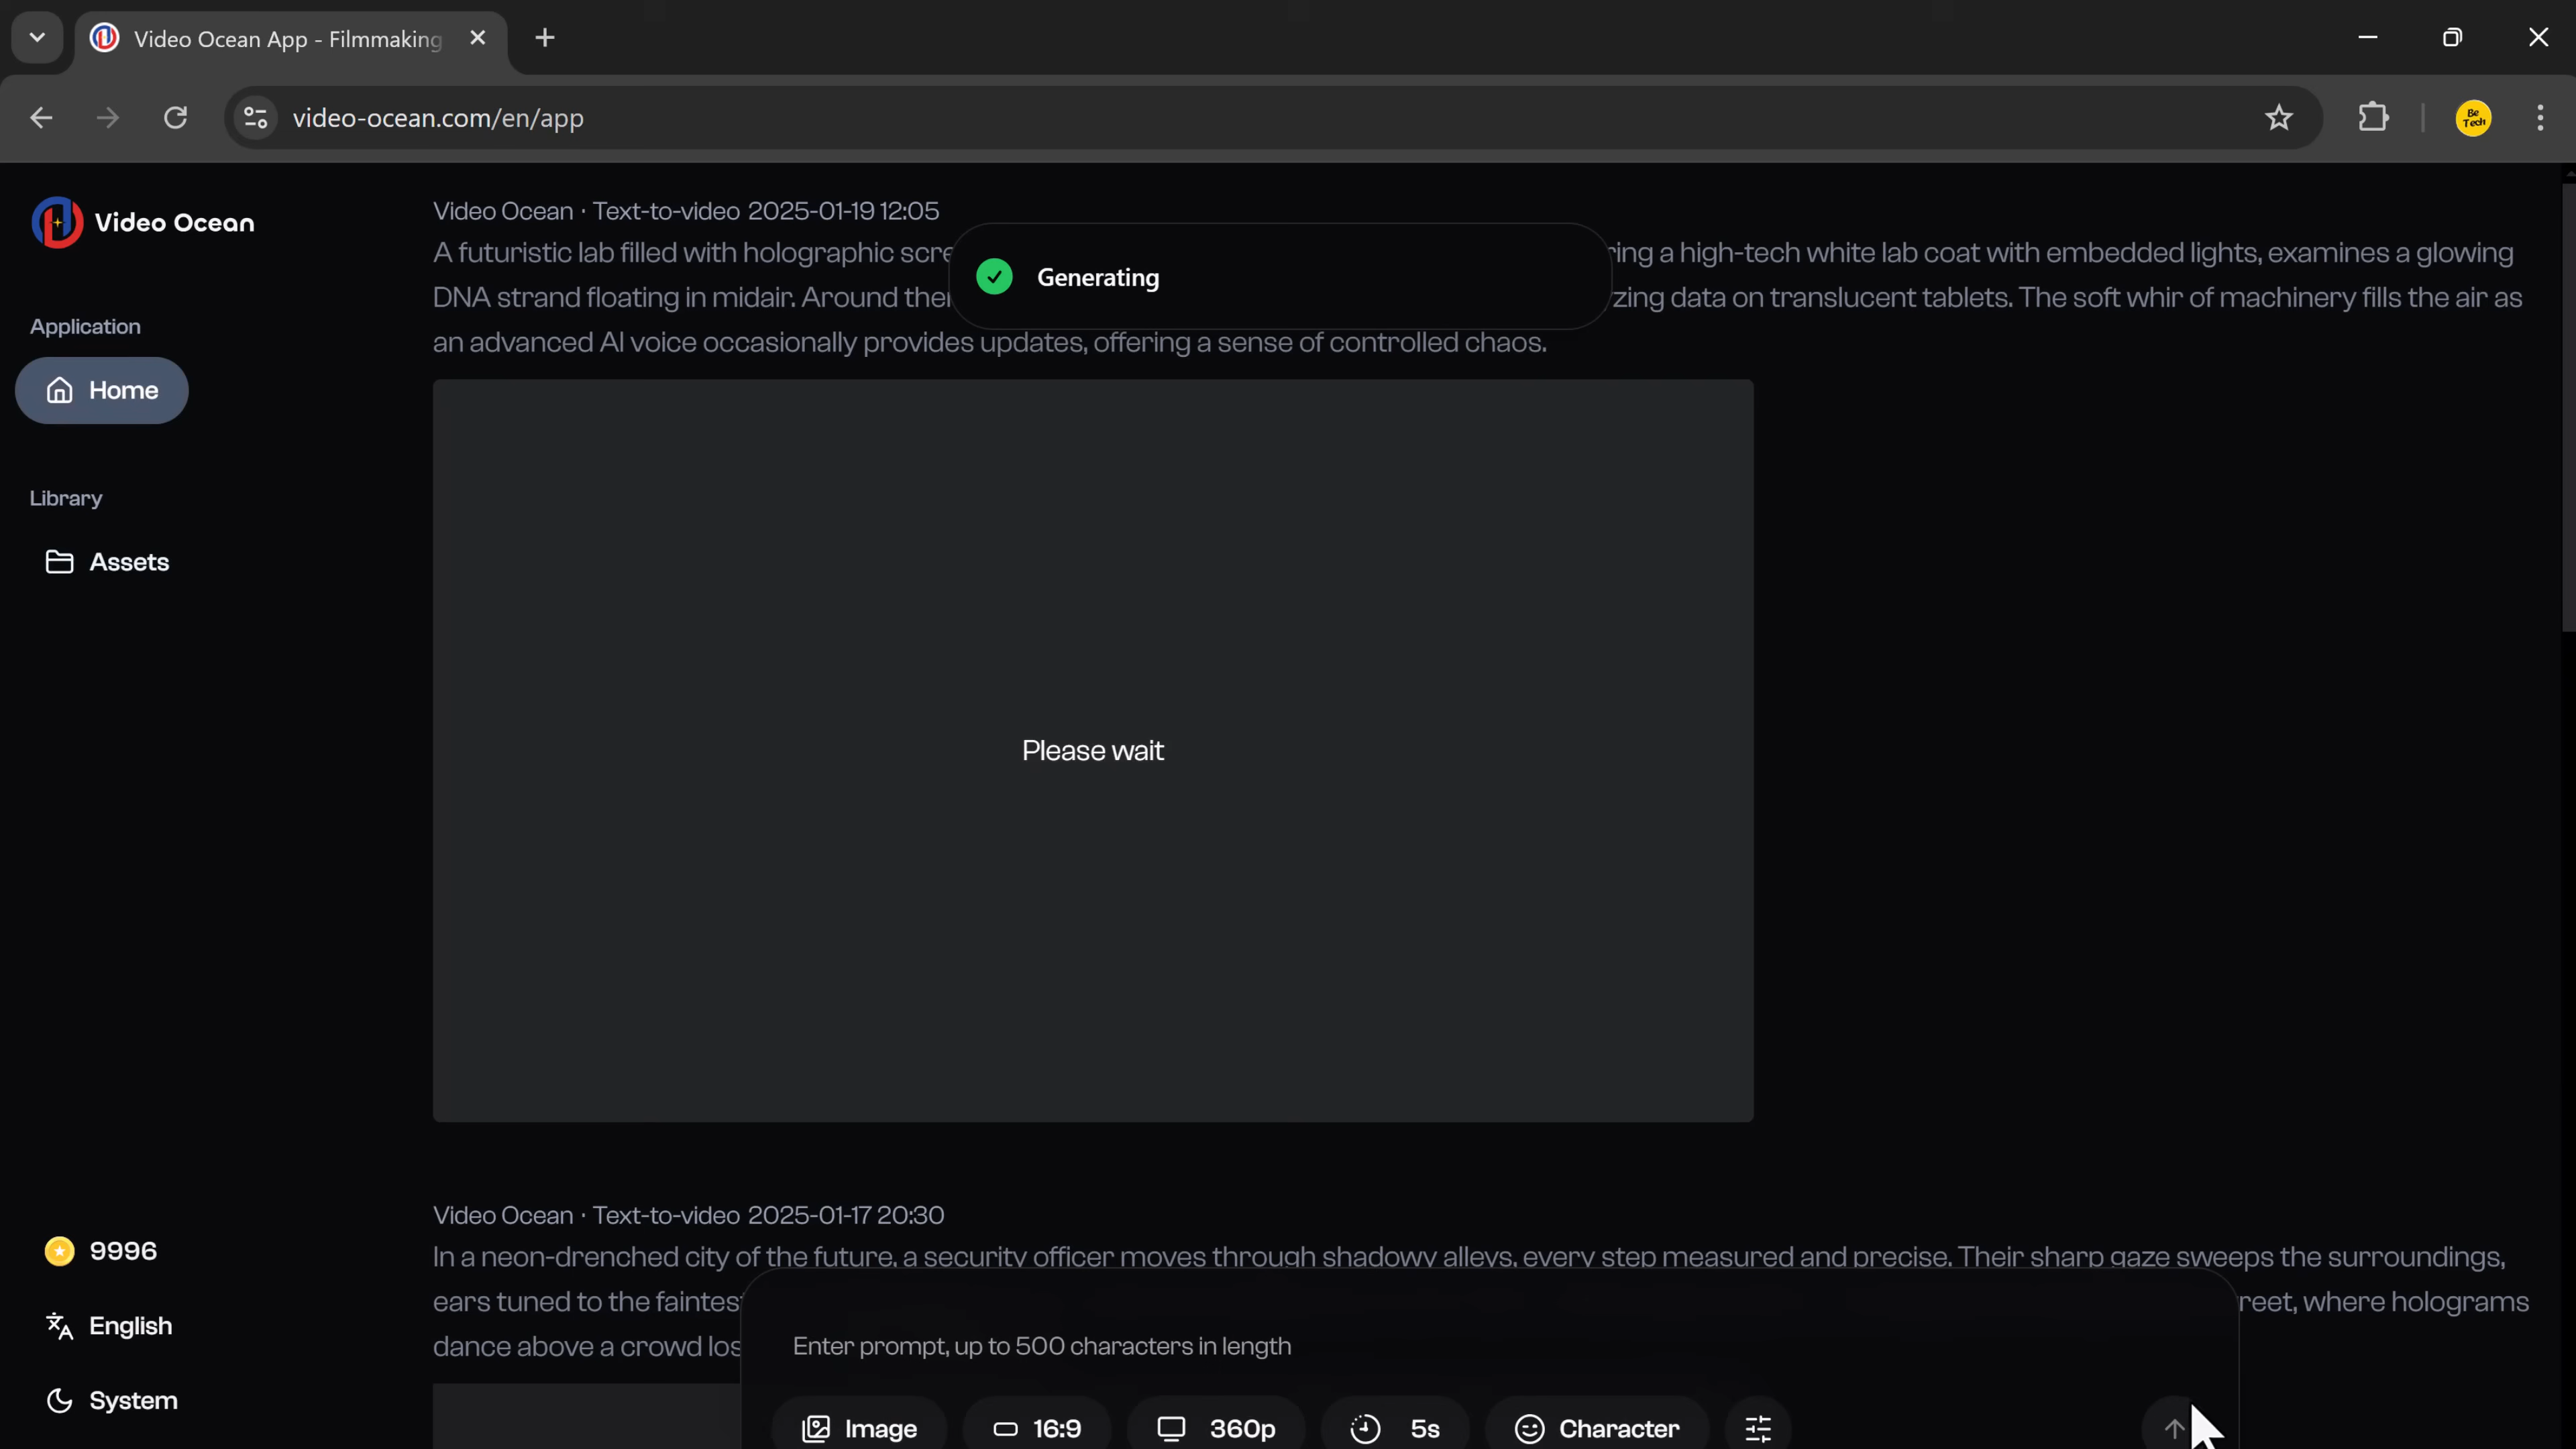 Video Ocean App - Filmmaking
video-ocean.com/en/app
Be
Tech
Video Ocean
Application
Home
Library
Assets
9996
English
System
Video Ocean · Text-to-video 2025-01-19 12:05
A futuristic lab filled with holographic scre ring a high-tech white lab coat with embedded lights, examines a glowing
DNA strand floating in midair. Around ther zing data on translucent tablets. The soft whir of machinery fills the air as
an advanced AI voice occasionally provides updates, offering a sense of controlled chaos.
Generating
Please wait
Video Ocean · Text-to-video 2025-01-17 20:30
In a neon-drenched city of the future, a security officer moves through shadowy alleys, every step measured and precise. Their sharp gaze sweeps the surroundings,
ears tuned to the faintest reet, where holograms
dance above a crowd los
Enter prompt, up to 500 characters in length
Image 16:9 360p 5s Character